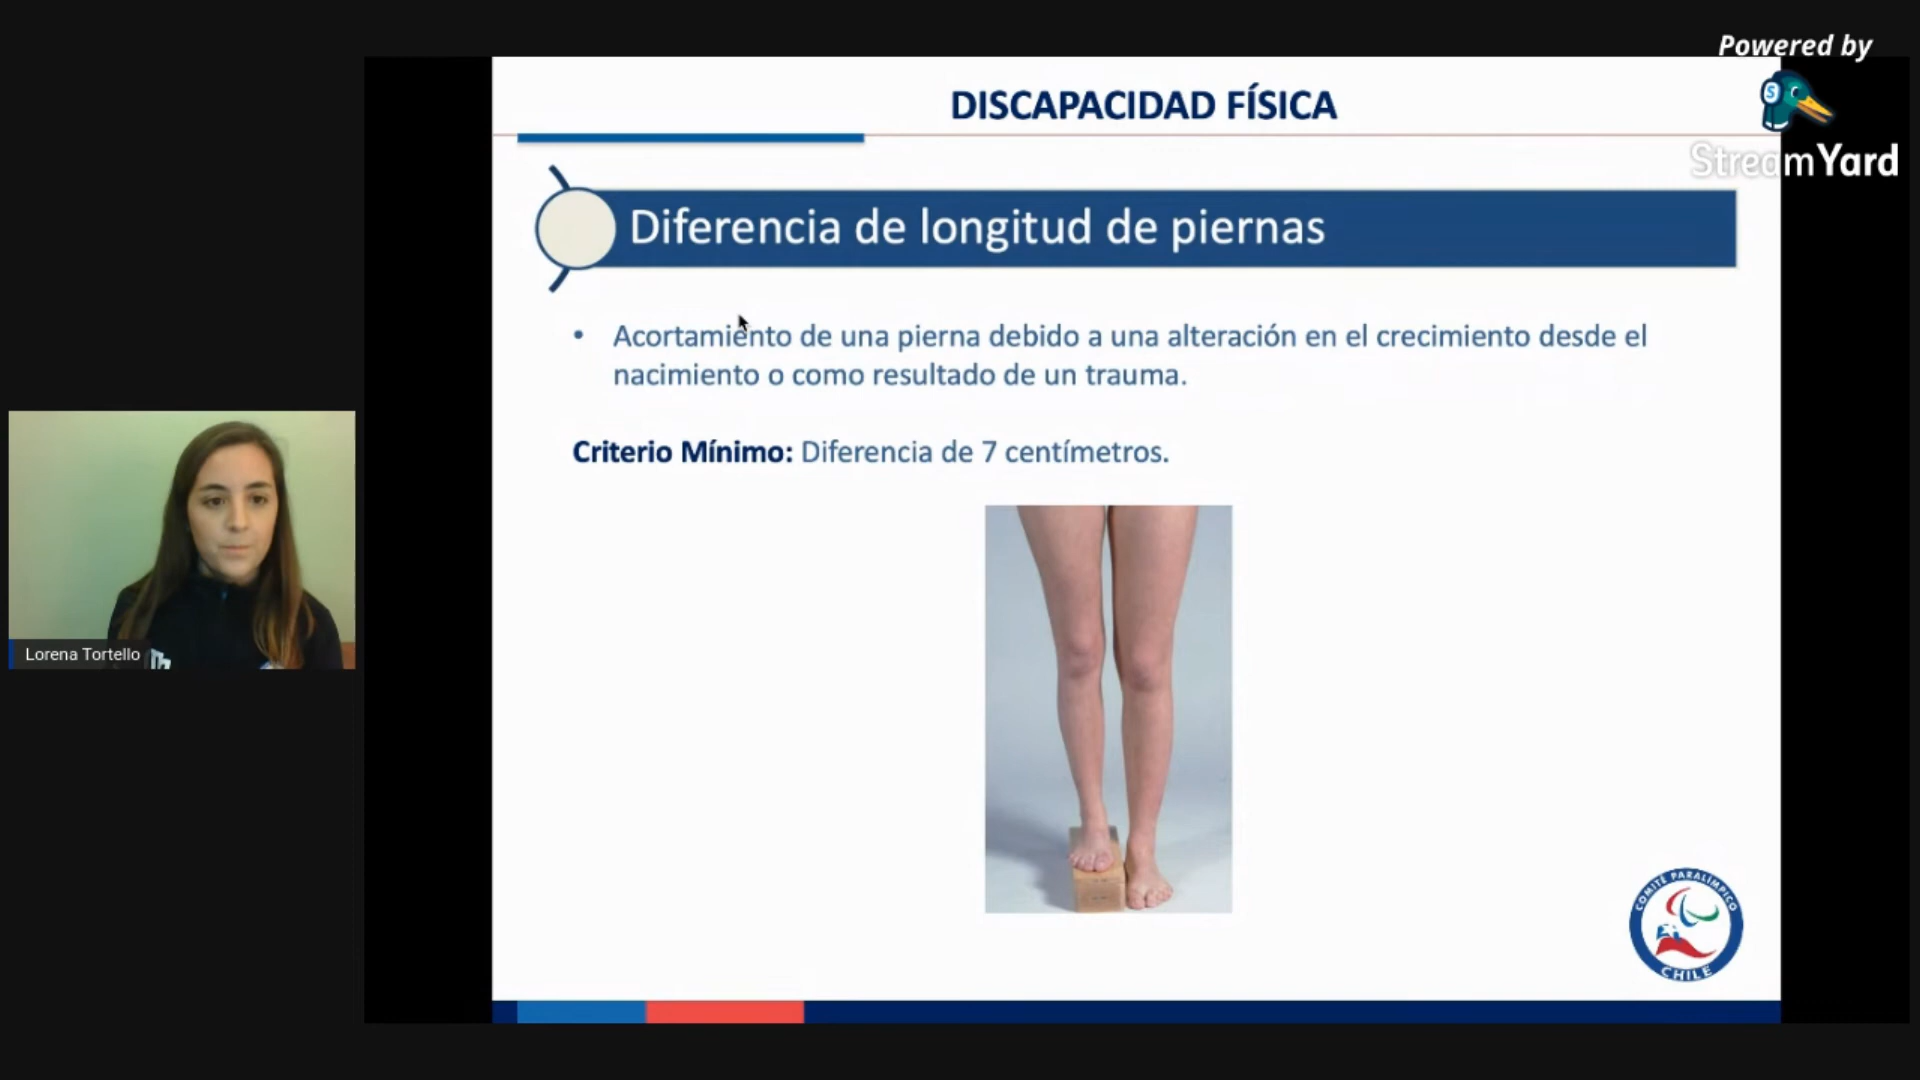 Powered by
StreamYard
DISCAPACIDAD FÍSICA
Diferencia de longitud de piernas
• Acortamiento de una pierna debido a una alteración en el crecimiento desde el
nacimiento o como resultado de un trauma.
Criterio Mínimo: Diferencia de 7 centímetros.
Lorena Tortello
COMITÉ PARALÍMPICO
CHILE